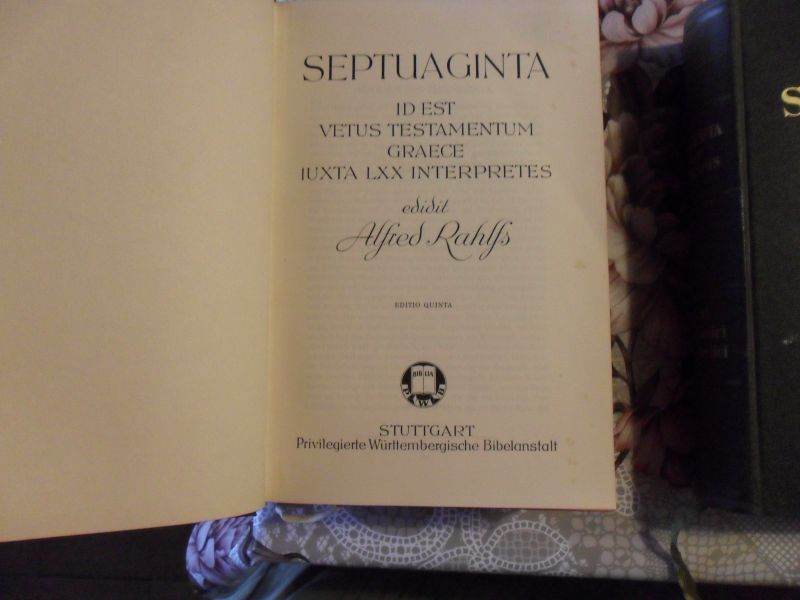 SEPTUAGINTA
ID EST
VETUS TESTAMENTUM
GRAECE
IUXTA LXX INTERPRETES
edidit
Alfred Rahlfs
EDITIO QUINTA
BIBLIA
P W B
STUTTGART
Privilegierte Württembergische Bibelanstalt
S